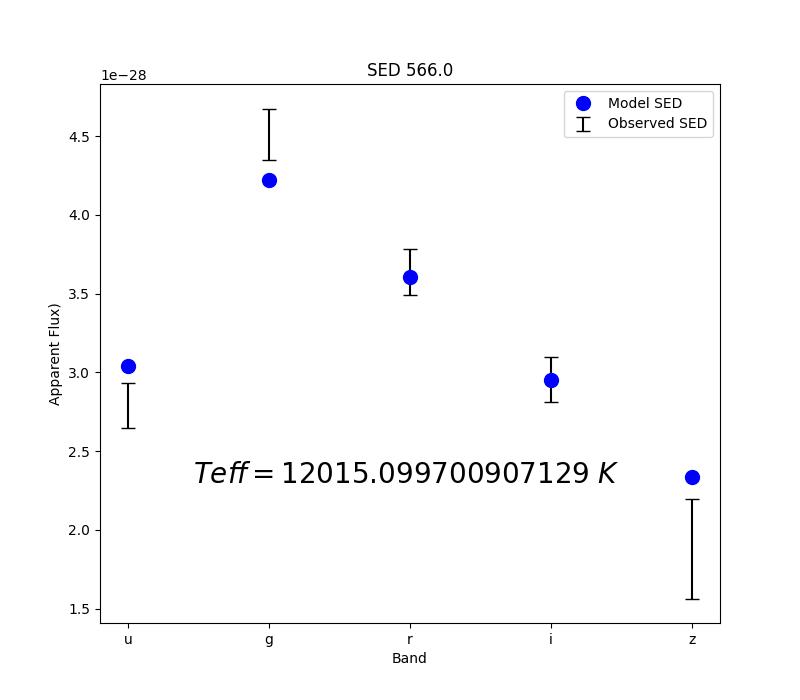 SED 566.0
1e−28
Model SED
Observed SED
4.5
4.0
3.5
3.0
2.5
2.0
1.5
Apparent Flux)
Teff = 12015.099700907129 K
u g r i z
Band